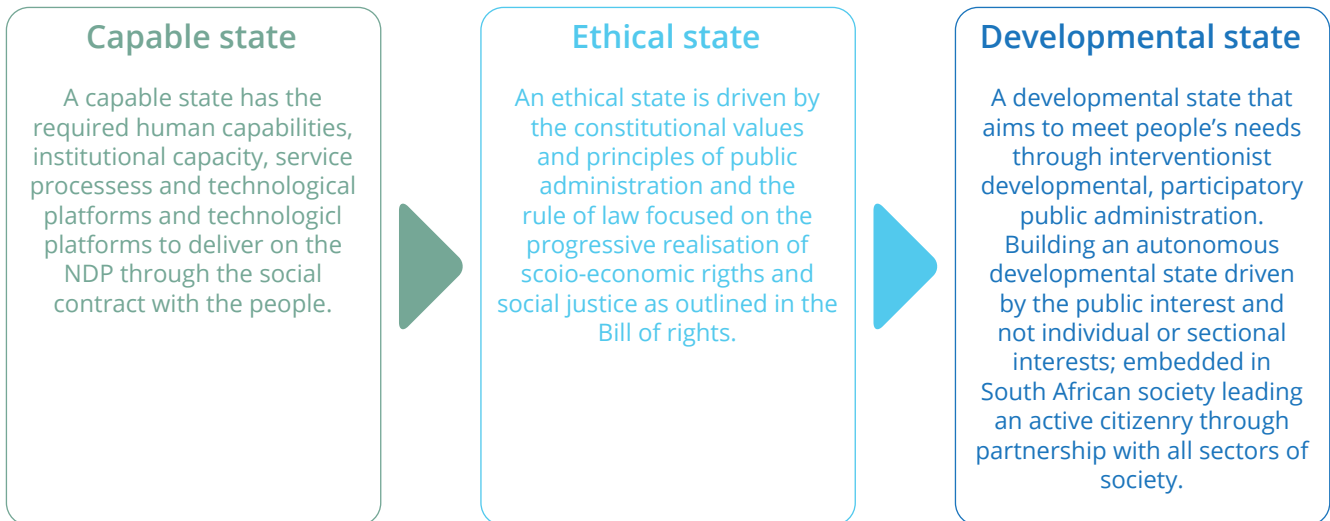 Capable state
A capable state has the
required human capabilities,
institutional capacity, service
processess and technological
platforms and technologicl
platforms to deliver on the
NDP through the social
contract with the people.
Ethical state
An ethical state is driven by
the constitutional values
and principles of public
administration and the
rule of law focused on the
progressive realisation of
scoio-economic rigths and
social justice as outlined in the
Bill of rights.
Developmental state
A developmental state that
aims to meet people’s needs
through interventionist
developmental, participatory
public administration.
Building an autonomous
developmental state driven
by the public interest and
not individual or sectional
interests; embedded in
South African society leading
an active citizenry through
partnership with all sectors of
society.